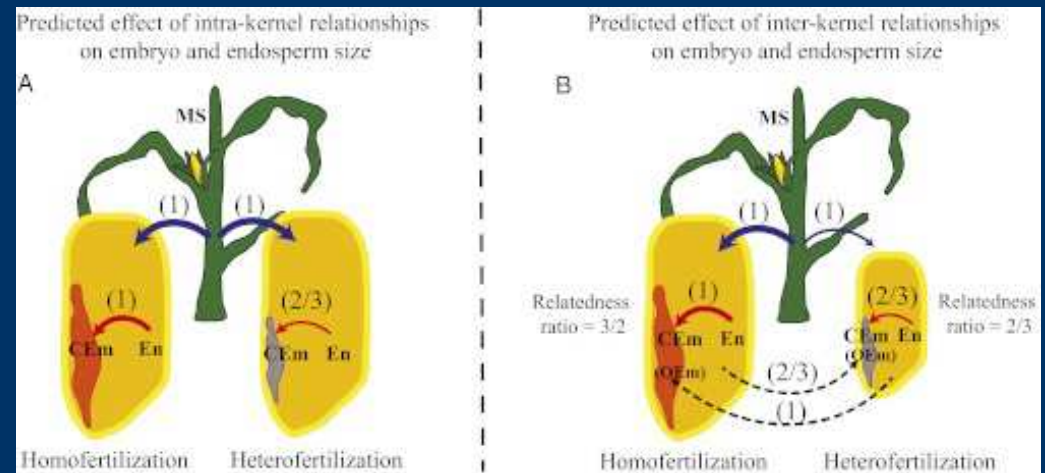 Predicted effect of intra-kernel relationships
on embryo and endosperm size
A
MS
(1) (1)
(1)
CEm En
(2/3)
CEm En
Homofertilization Heterofertilization
Predicted effect of inter-kernel relationships
on embryo and endosperm size
B
MS
(1) (1)
Relatedness
ratio = 3/2
(1)
CEm En
(OEm)
(2/3)
CEm En
(OEm)
Relatedness
ratio = 2/3
(2/3)
(1)
Homofertilization Heterofertilization